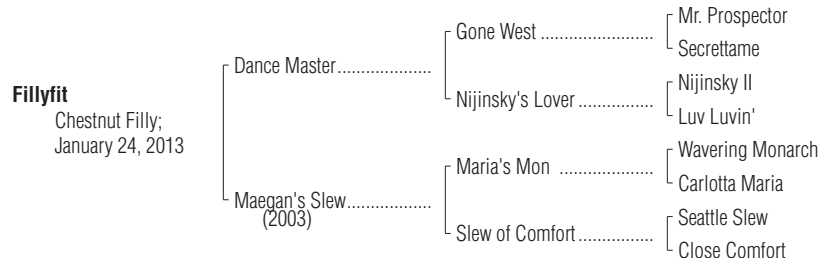 Fillyfit
Chestnut Filly;
January 24, 2013
Dance Master....................
Maegan's Slew..................
(2003)
Gone West ........................
Nijinsky's Lover ................
Maria's Mon ....................
Slew of Comfort................
Mr. Prospector
Secrettame
Nijinsky II
Luv Luvin'
Wavering Monarch
Carlotta Maria
Seattle Slew
Close Comfort